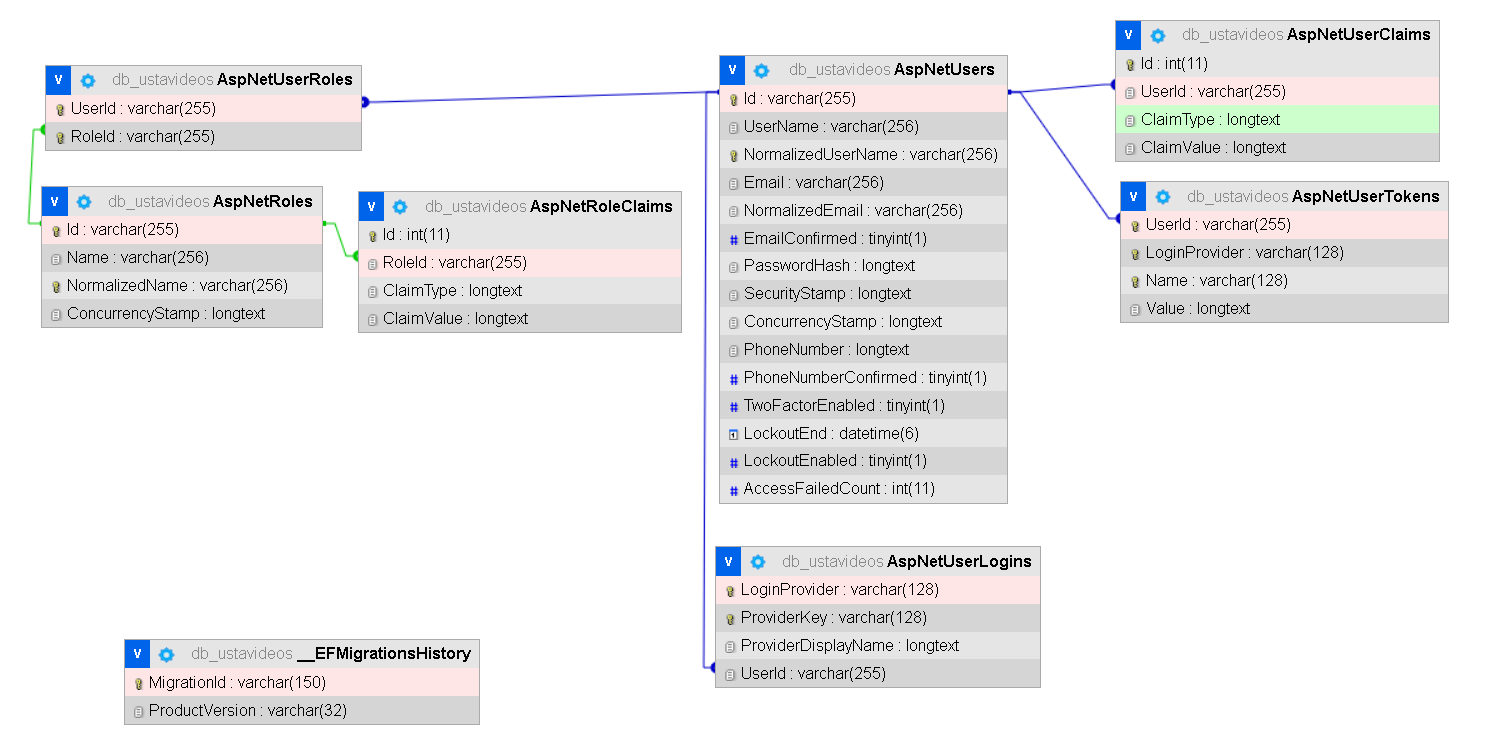 v db_ustavideos AspNetUserRoles
UserId : varchar(255)
RoleId : varchar(255)
v db_ustavideos AspNetRoles
Id : varchar(255)
Name : varchar(256)
NormalizedName : varchar(256)
ConcurrencyStamp : longtext
v db_ustavideos AspNetRoleClaims
Id : int(11)
RoleId : varchar(255)
ClaimType : longtext
ClaimValue : longtext
v db_ustavideos AspNetUsers
Id : varchar(255)
UserName : varchar(256)
NormalizedUserName : varchar(256)
Email : varchar(256)
NormalizedEmail : varchar(256)
# EmailConfirmed : tinyint(1)
PasswordHash : longtext
SecurityStamp : longtext
ConcurrencyStamp : longtext
PhoneNumber : longtext
# PhoneNumberConfirmed : tinyint(1)
# TwoFactorEnabled : tinyint(1)
LockoutEnd : datetime(6)
# LockoutEnabled : tinyint(1)
# AccessFailedCount : int(11)
v db_ustavideos AspNetUserClaims
Id : int(11)
UserId : varchar(255)
ClaimType : longtext
ClaimValue : longtext
v db_ustavideos AspNetUserTokens
UserId : varchar(255)
LoginProvider : varchar(128)
Name : varchar(128)
Value : longtext
v db_ustavideos AspNetUserLogins
LoginProvider : varchar(128)
ProviderKey : varchar(128)
ProviderDisplayName : longtext
UserId : varchar(255)
v db_ustavideos __EFMigrationsHistory
MigrationId : varchar(150)
ProductVersion : varchar(32)